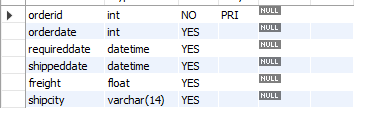 orderid int NO PRI NULL
orderdate int YES NULL
requireddate datetime YES NULL
shippeddate datetime YES NULL
freight float YES NULL
shipcity varchar(14) YES NULL